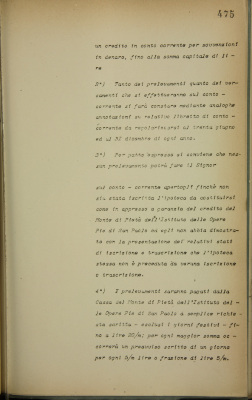 475
un credito in conto corrente per sovvenzioni
in denaro, fino alla somma capitale di li-
re
2°) Tanto dei prelevamenti quanto dei ver-
samenti che si effettueranno sul conto -
corrente si farà constare mediante analoghe
annotazioni su relativo libretto di conto -
corrente da regolarizzarsi al trenta giugno
ed al 31 dicembre di ogni anno.
3°) Per patto espresso si conviene che nes-
sun prelevamento potrà fare il Signor
sul conto - corrente apertogli finchè non
sia stata iscritta l'ipoteca da costituirsi
come in appresso a garanzia del credito del
Monte di Pietà dell'Istituto delle Opere
Pie di San Paolo ed egli non abbia dimostra-
to con la presentazione dei relativi stati
di iscrizione e trascrizione che l'ipoteca
stessa non è preceduta da veruna iscrizione
o trascrizione.
4°) I prelevamenti saranno pagati dalla
Cassa del Monte di Pietà dell'Istituto del-
le Opere Pie di San Paolo a semplice richie-
sta scritta - esclusi i giorni festivi - fi-
no a lire 25/m; per ogni maggior somma oc-
correrà un preavviso scritto di un giorno
per ogni 5/m lire o frazione di lire 5/m.